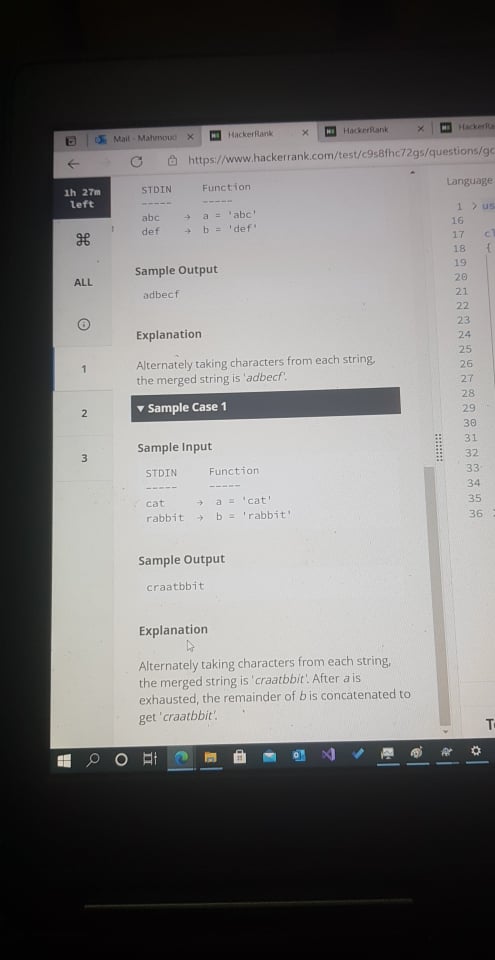 Mail - Mahmoud
HackerRank
HackerRank
HackerRa
https://www.hackerrank.com/test/c9s8fhc72gs/questions/gc
1h 27m
left
ALL
1
2
3
STDIN Function
----- -----
abc → a = 'abc'
def → b = 'def'
Sample Output
adbecf
Explanation
Alternately taking characters from each string,
the merged string is 'adbecf'.
▼ Sample Case 1
Sample Input
STDIN Function
----- -----
cat → a = 'cat'
rabbit → b = 'rabbit'
Sample Output
craatbbit
Explanation
Alternately taking characters from each string,
the merged string is 'craatbbit'. After a is
exhausted, the remainder of b is concatenated to
get 'craatbbit'.
Language
1 > us
16
17 cl
18 {
19
20
21
22
23
24
25
26
27
28
29
30
31
32
33
34
35
36